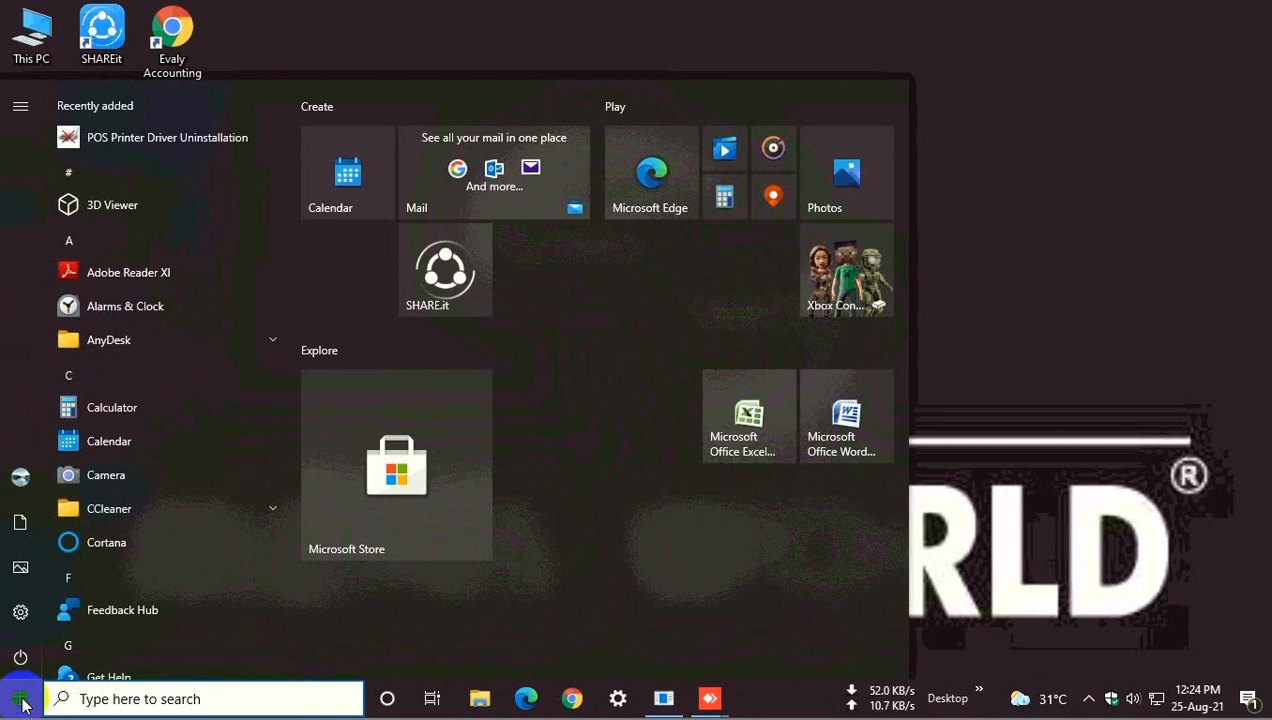 This PC
SHAREit
Evaly
Accounting
Recently added
POS Printer Driver Uninstallation
#
3D Viewer
A
Adobe Reader XI
Alarms & Clock
AnyDesk
C
Calculator
Calendar
Camera
CCleaner
Cortana
F
Feedback Hub
G
Get Help
Create
Calendar
See all your mail in one place
And more...
Mail
SHARE.it
Explore
Microsoft Store
Play
Microsoft Edge
Photos
Xbox Con...
Microsoft
Office Excel...
Microsoft
Office Word...
RLD®
Type here to search
52.0 KB/s
10.7 KB/s
Desktop
»
31°C
12:24 PM
25-Aug-21
1